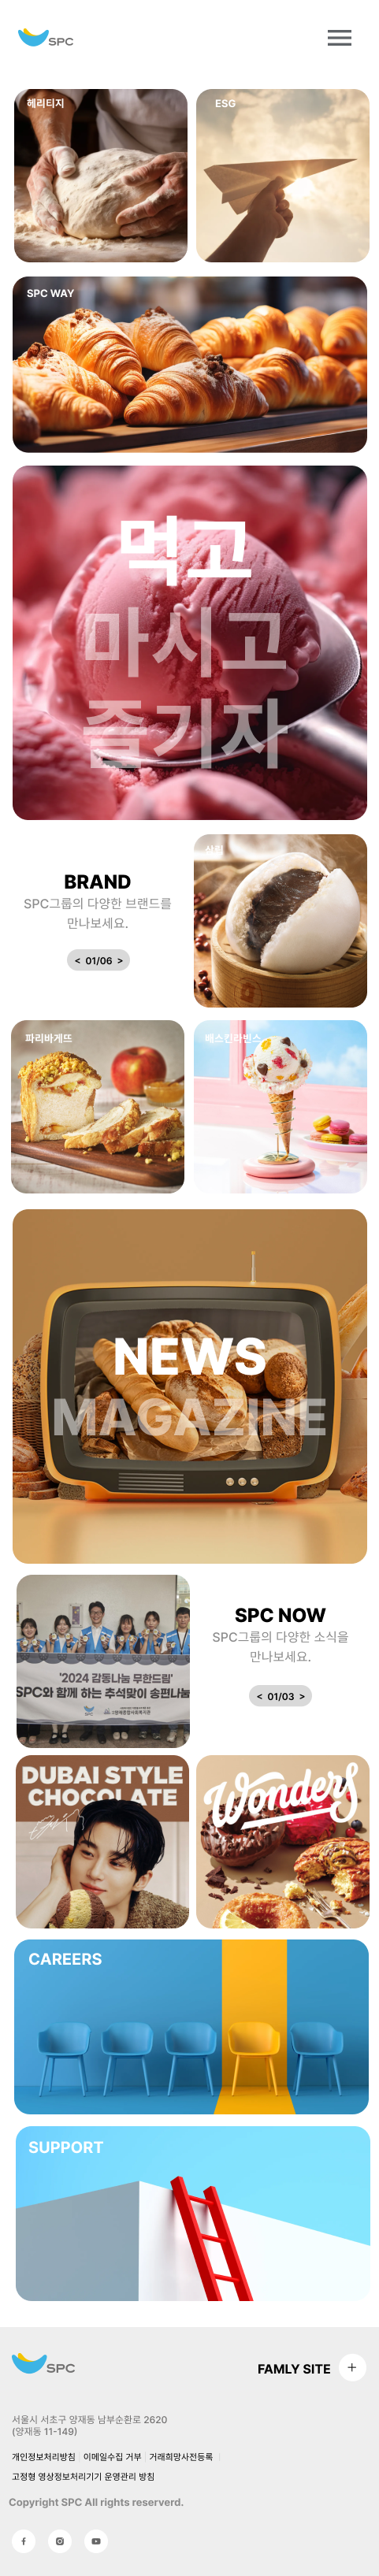 SPC
헤리티지
ESG
SPC WAY
먹고
마시고
즐기자
BRAND
SPC그룹의 다양한 브랜드를
만나보세요.
< 01/06 >
삼립
파리바게뜨
배스킨라빈스
NEWS
MAGAZINE
'2024 감동나눔 무한드림'
SPC와 함께 하는 추석맞이 송편나눔
SPC NOW
SPC그룹의 다양한 소식을
만나보세요.
< 01/03 >
DUBAI STYLE
CHOCOLATE
Wonders
CAREERS
SUPPORT
SPC
FAMLY SITE +
서울시 서초구 양재동 남부순환로 2620
(양재동 11-149)
개인정보처리방침 | 이메일수집 거부 | 거래희망사전등록 |
고정형 영상정보처리기기 운영관리 방침
Copyright SPC All rights reserverd.